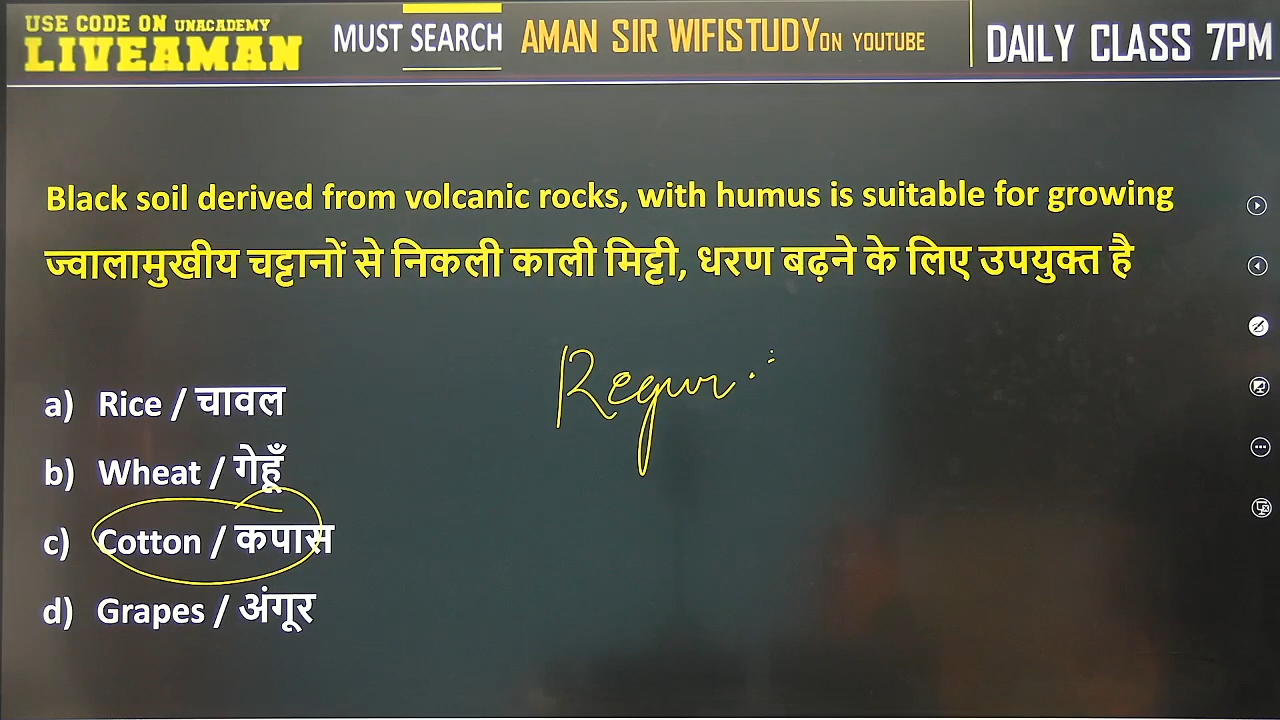 USE CODE ON UNACADEMY
LIVEAMAN
MUST SEARCH
AMAN SIR WIFISTUDY ON YOUTUBE
DAILY CLASS 7PM
Black soil derived from volcanic rocks, with humus is suitable for growing
ज्वालामुखीय चट्टानों से निकली काली मिट्टी, धरण बढ़ने के लिए उपयुक्त है
Regur
a) Rice / चावल
b) Wheat / गेहूँ
c) Cotton / कपास
d) Grapes / अंगूर